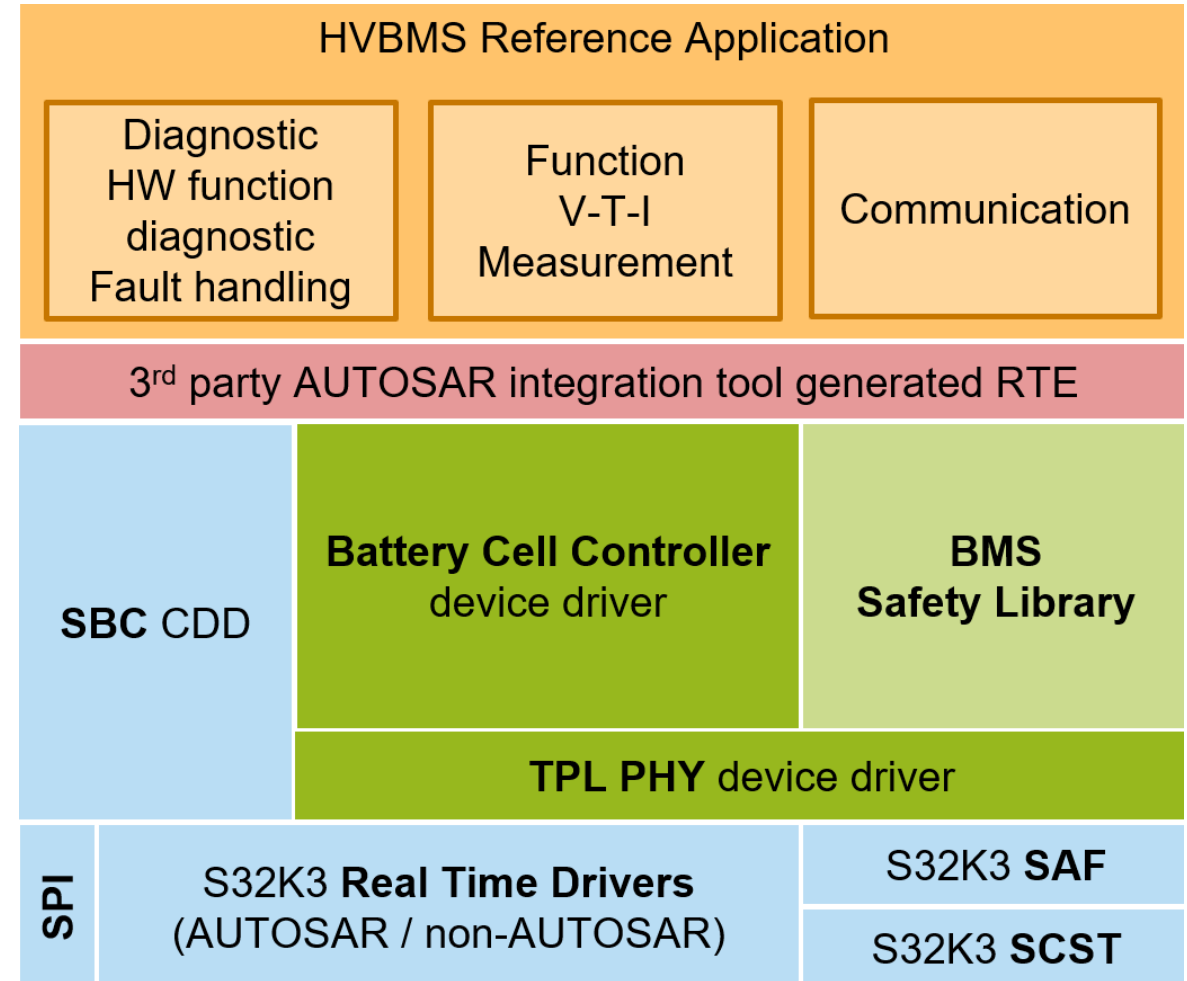 HVBMS Reference Application
Diagnostic
HW function
diagnostic
Fault handling
Function
V-T-I
Measurement
Communication
3rd party AUTOSAR integration tool generated RTE
SBC CDD
Battery Cell Controller
device driver
BMS
Safety Library
TPL PHY device driver
SPI
S32K3 Real Time Drivers
(AUTOSAR / non-AUTOSAR)
S32K3 SAF
S32K3 SCST